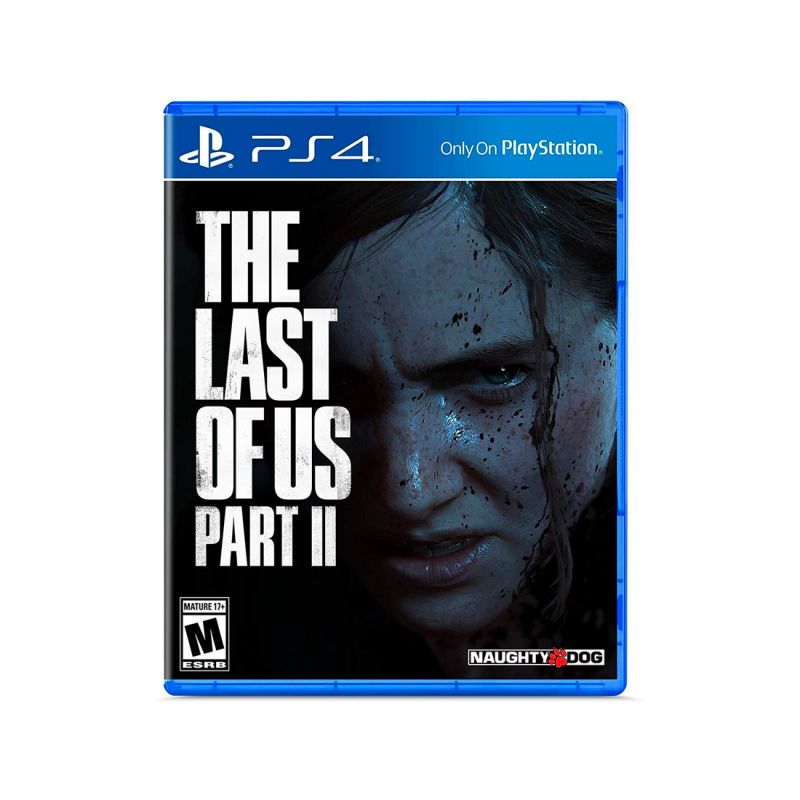 PS4 Only On PlayStation®
THE
LAST
OF US
PART II
MATURE 17+
M
ESRB
NAUGHTY DOG